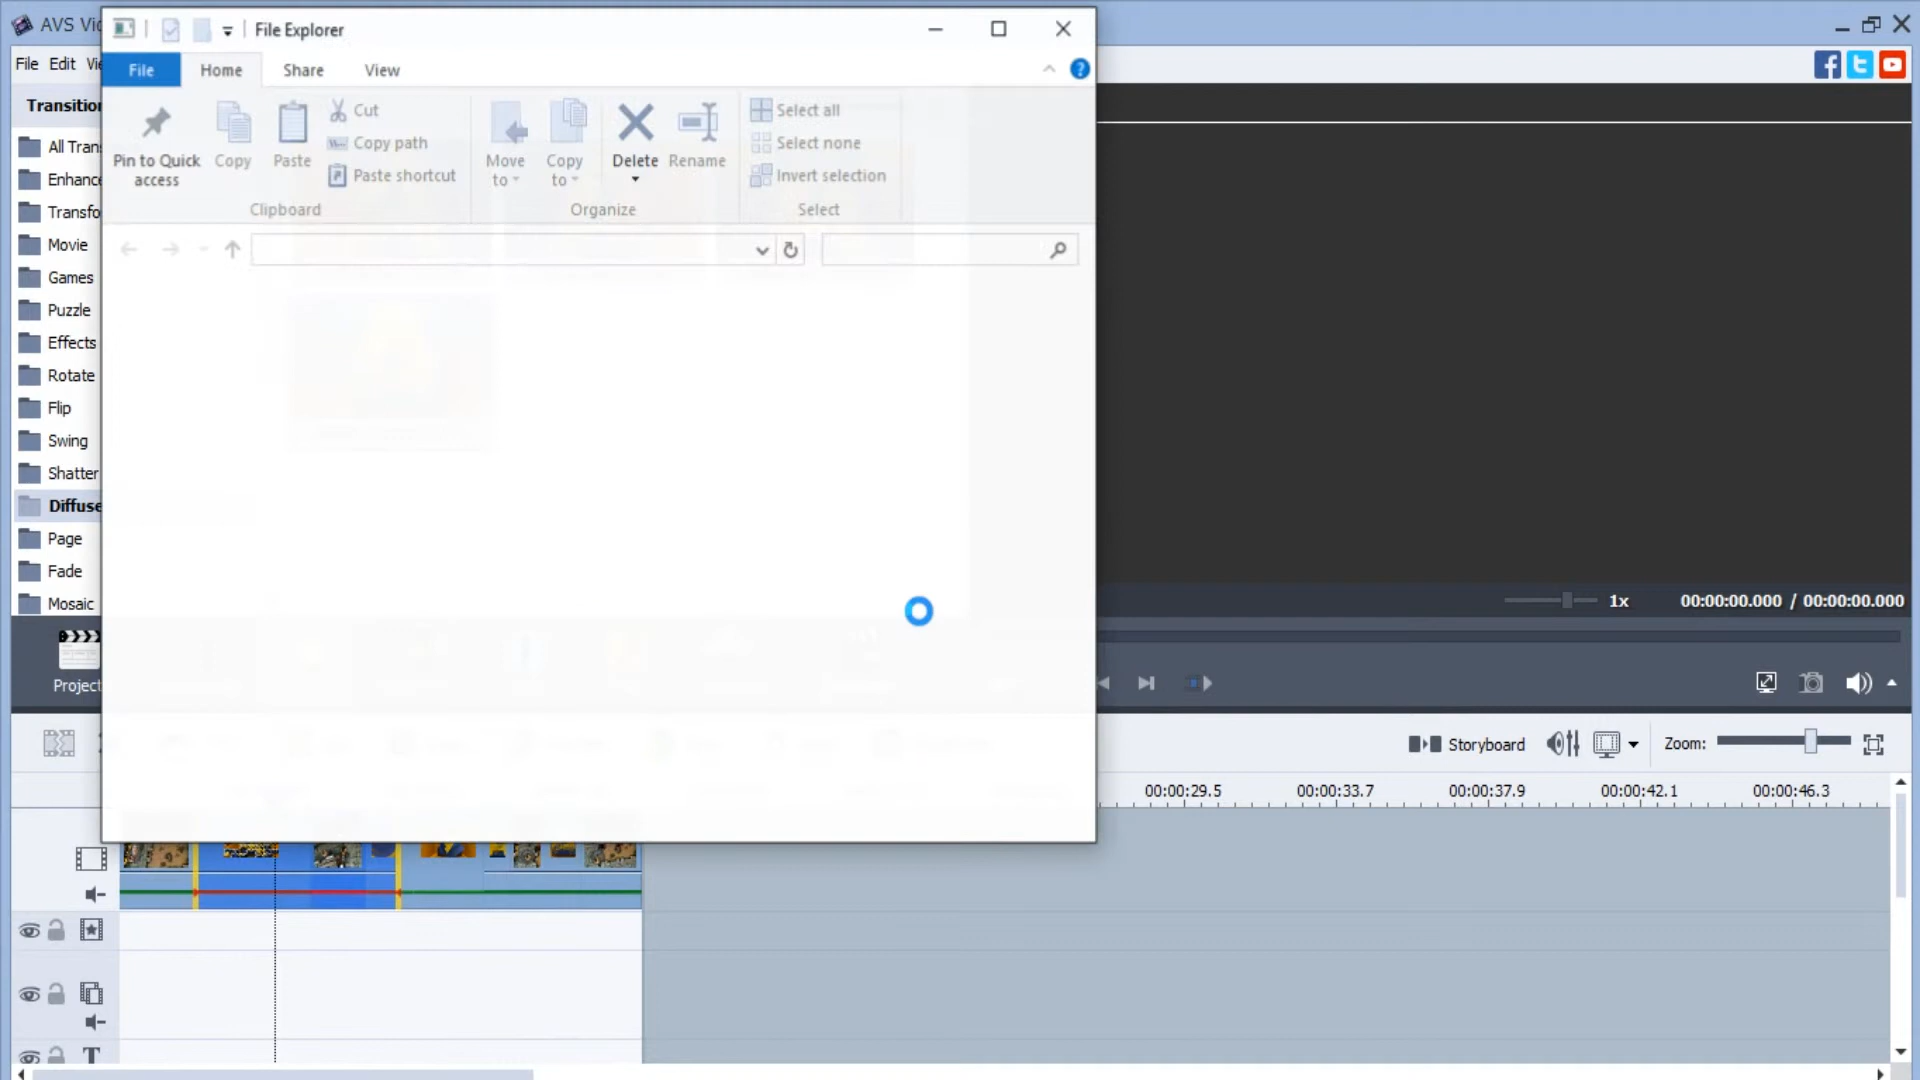 AVS Vid
File Explorer
File Edit Vi
File Home Share View
Transition
Cut
Copy path
Paste shortcut
Pin to Quick access
Copy
Paste
Move to
Copy to
Delete
Rename
Select all
Select none
Invert selection
Clipboard
Organize
Select
All Tran
Enhance
Transfo
Movie
Games
Puzzle
Effects
Rotate
Flip
Swing
Shatter
Diffuse
Page
Fade
Mosaic
1x
00:00:00.000 / 00:00:00.000
Project
Storyboard
Zoom:
00:00:29.5 00:00:33.7 00:00:37.9 00:00:42.1 00:00:46.3